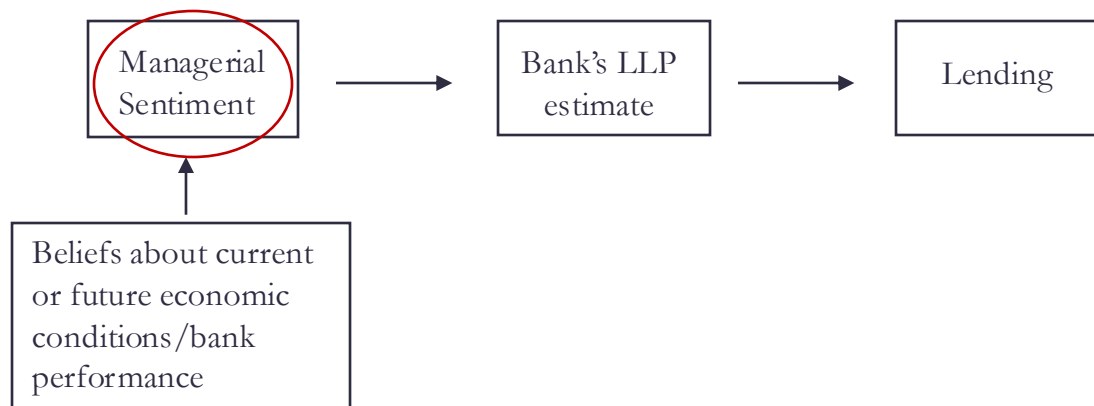 Managerial
Sentiment
Bank's LLP
estimate
Lending
Beliefs about current
or future economic
conditions/bank
performance